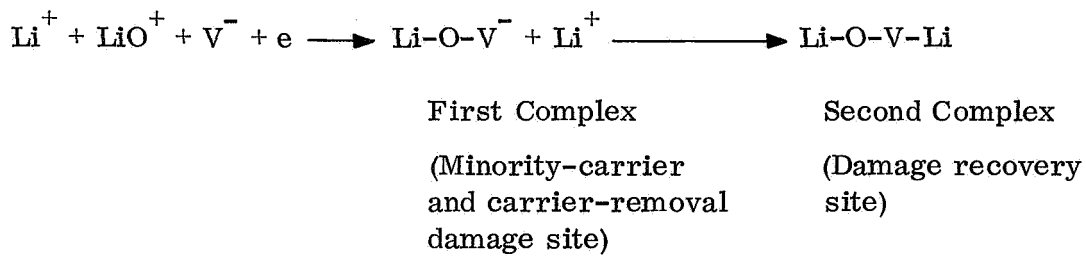 Li⁺ + LiO⁺ + V⁻ + e ⟶ Li-O-V⁻ + Li⁺ ⟶ Li-O-V-Li
First Complex
(Minority-carrier
and carrier-removal
damage site)
Second Complex
(Damage recovery
site)